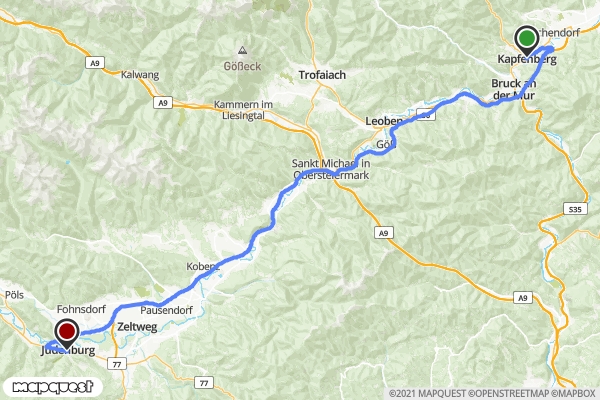 chendorf
Kapfenberg
A9
Gößeck
Kalwang
Trofaiach
Bruck an
der Mur
A9
Kammern im
Liesingtal
Leoben
Göß
Sankt Michael in
Obersteiermark
S35
A9
Kobenz
Pöls
Fohnsdorf
Pausendorf
A9
Zeltweg
Judenburg
77
77
mapquest
©2021 MAPQUEST ©OPENSTREETMAP ©MAPBOX